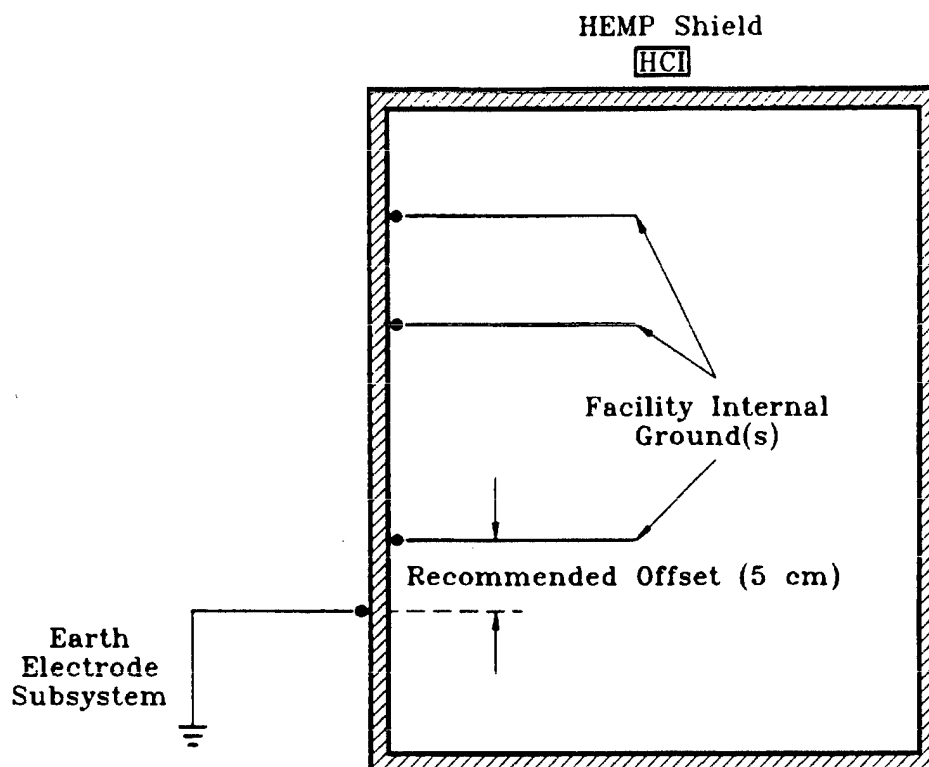 HEMP Shield
HCI
Facility Internal
Ground(s)
Recommended Offset (5 cm)
Earth
Electrode
Subsystem